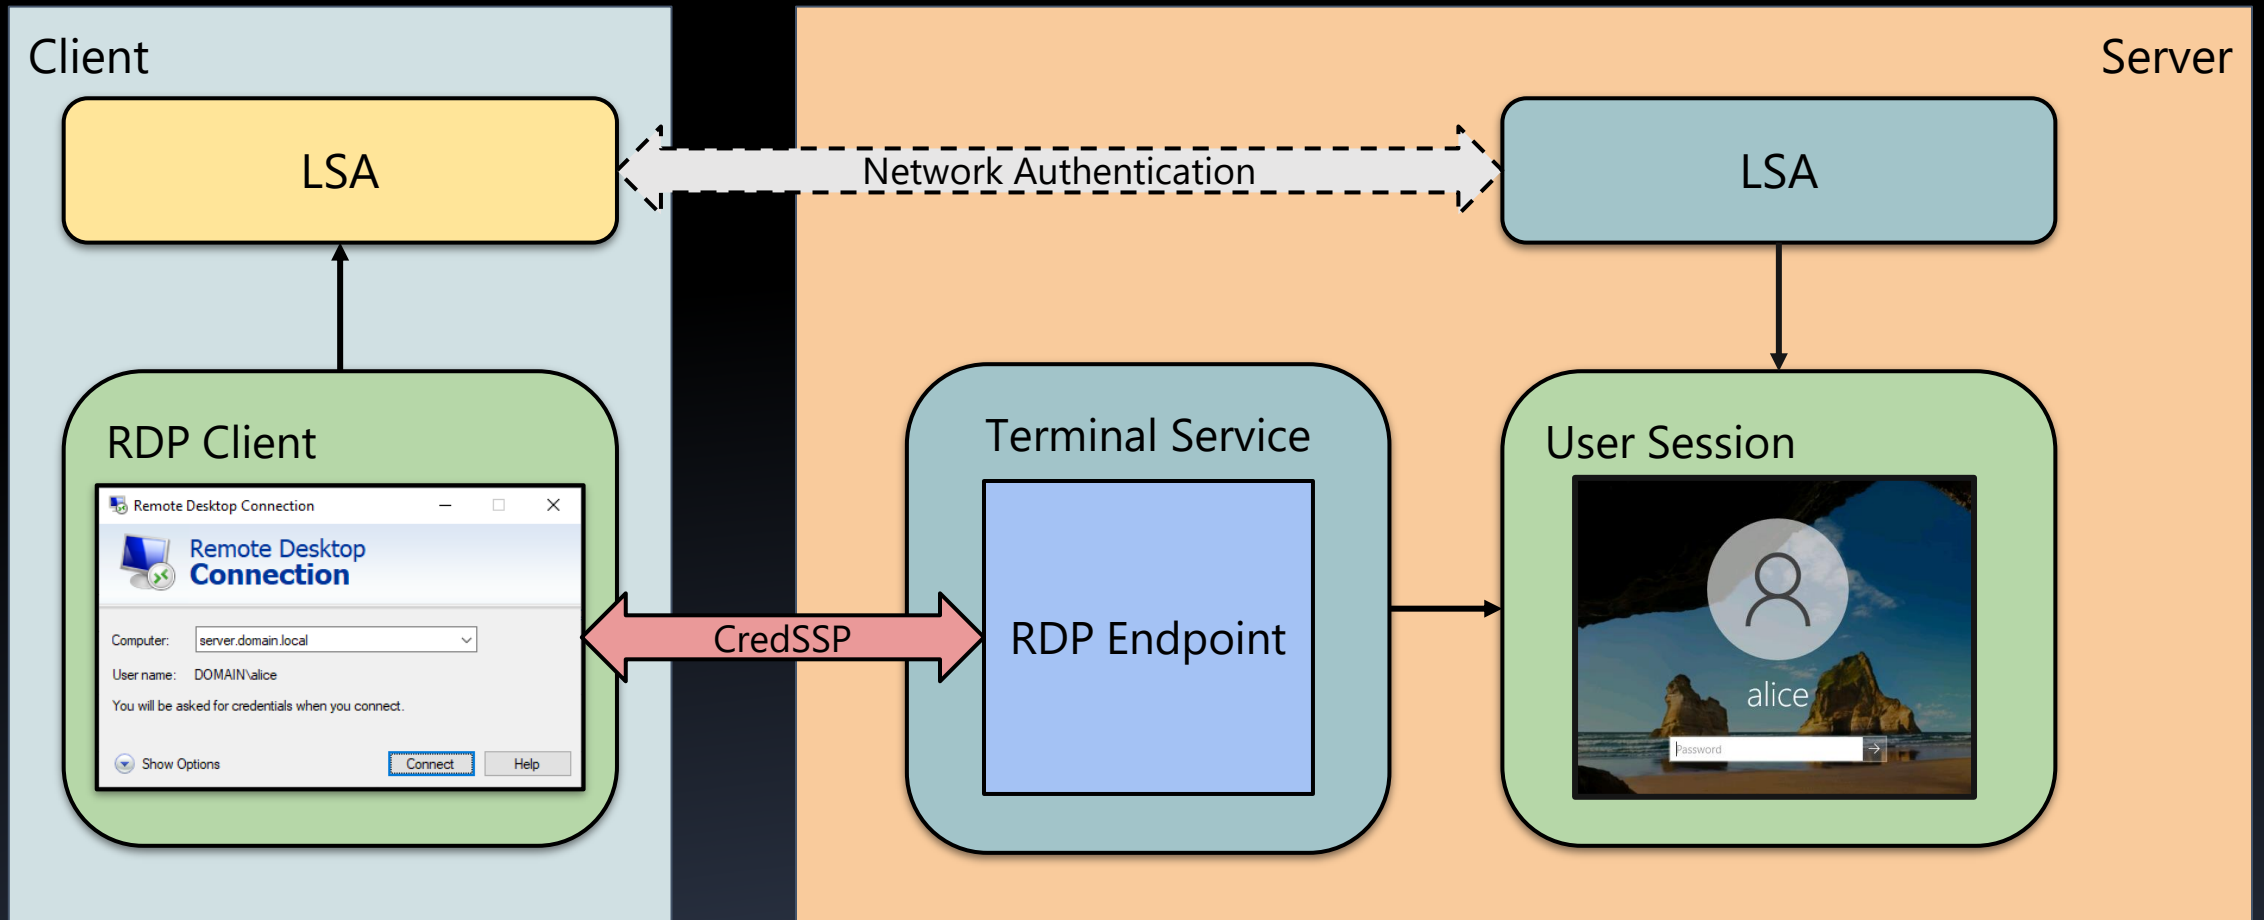 Client
Server
LSA
Network Authentication
LSA
RDP Client
Remote Desktop Connection
Remote Desktop
Connection
Computer:
server.domain.local
User name:
DOMAIN\alice
You will be asked for credentials when you connect.
Show Options
Connect
Help
CredSSP
Terminal Service
RDP Endpoint
User Session
alice
Password